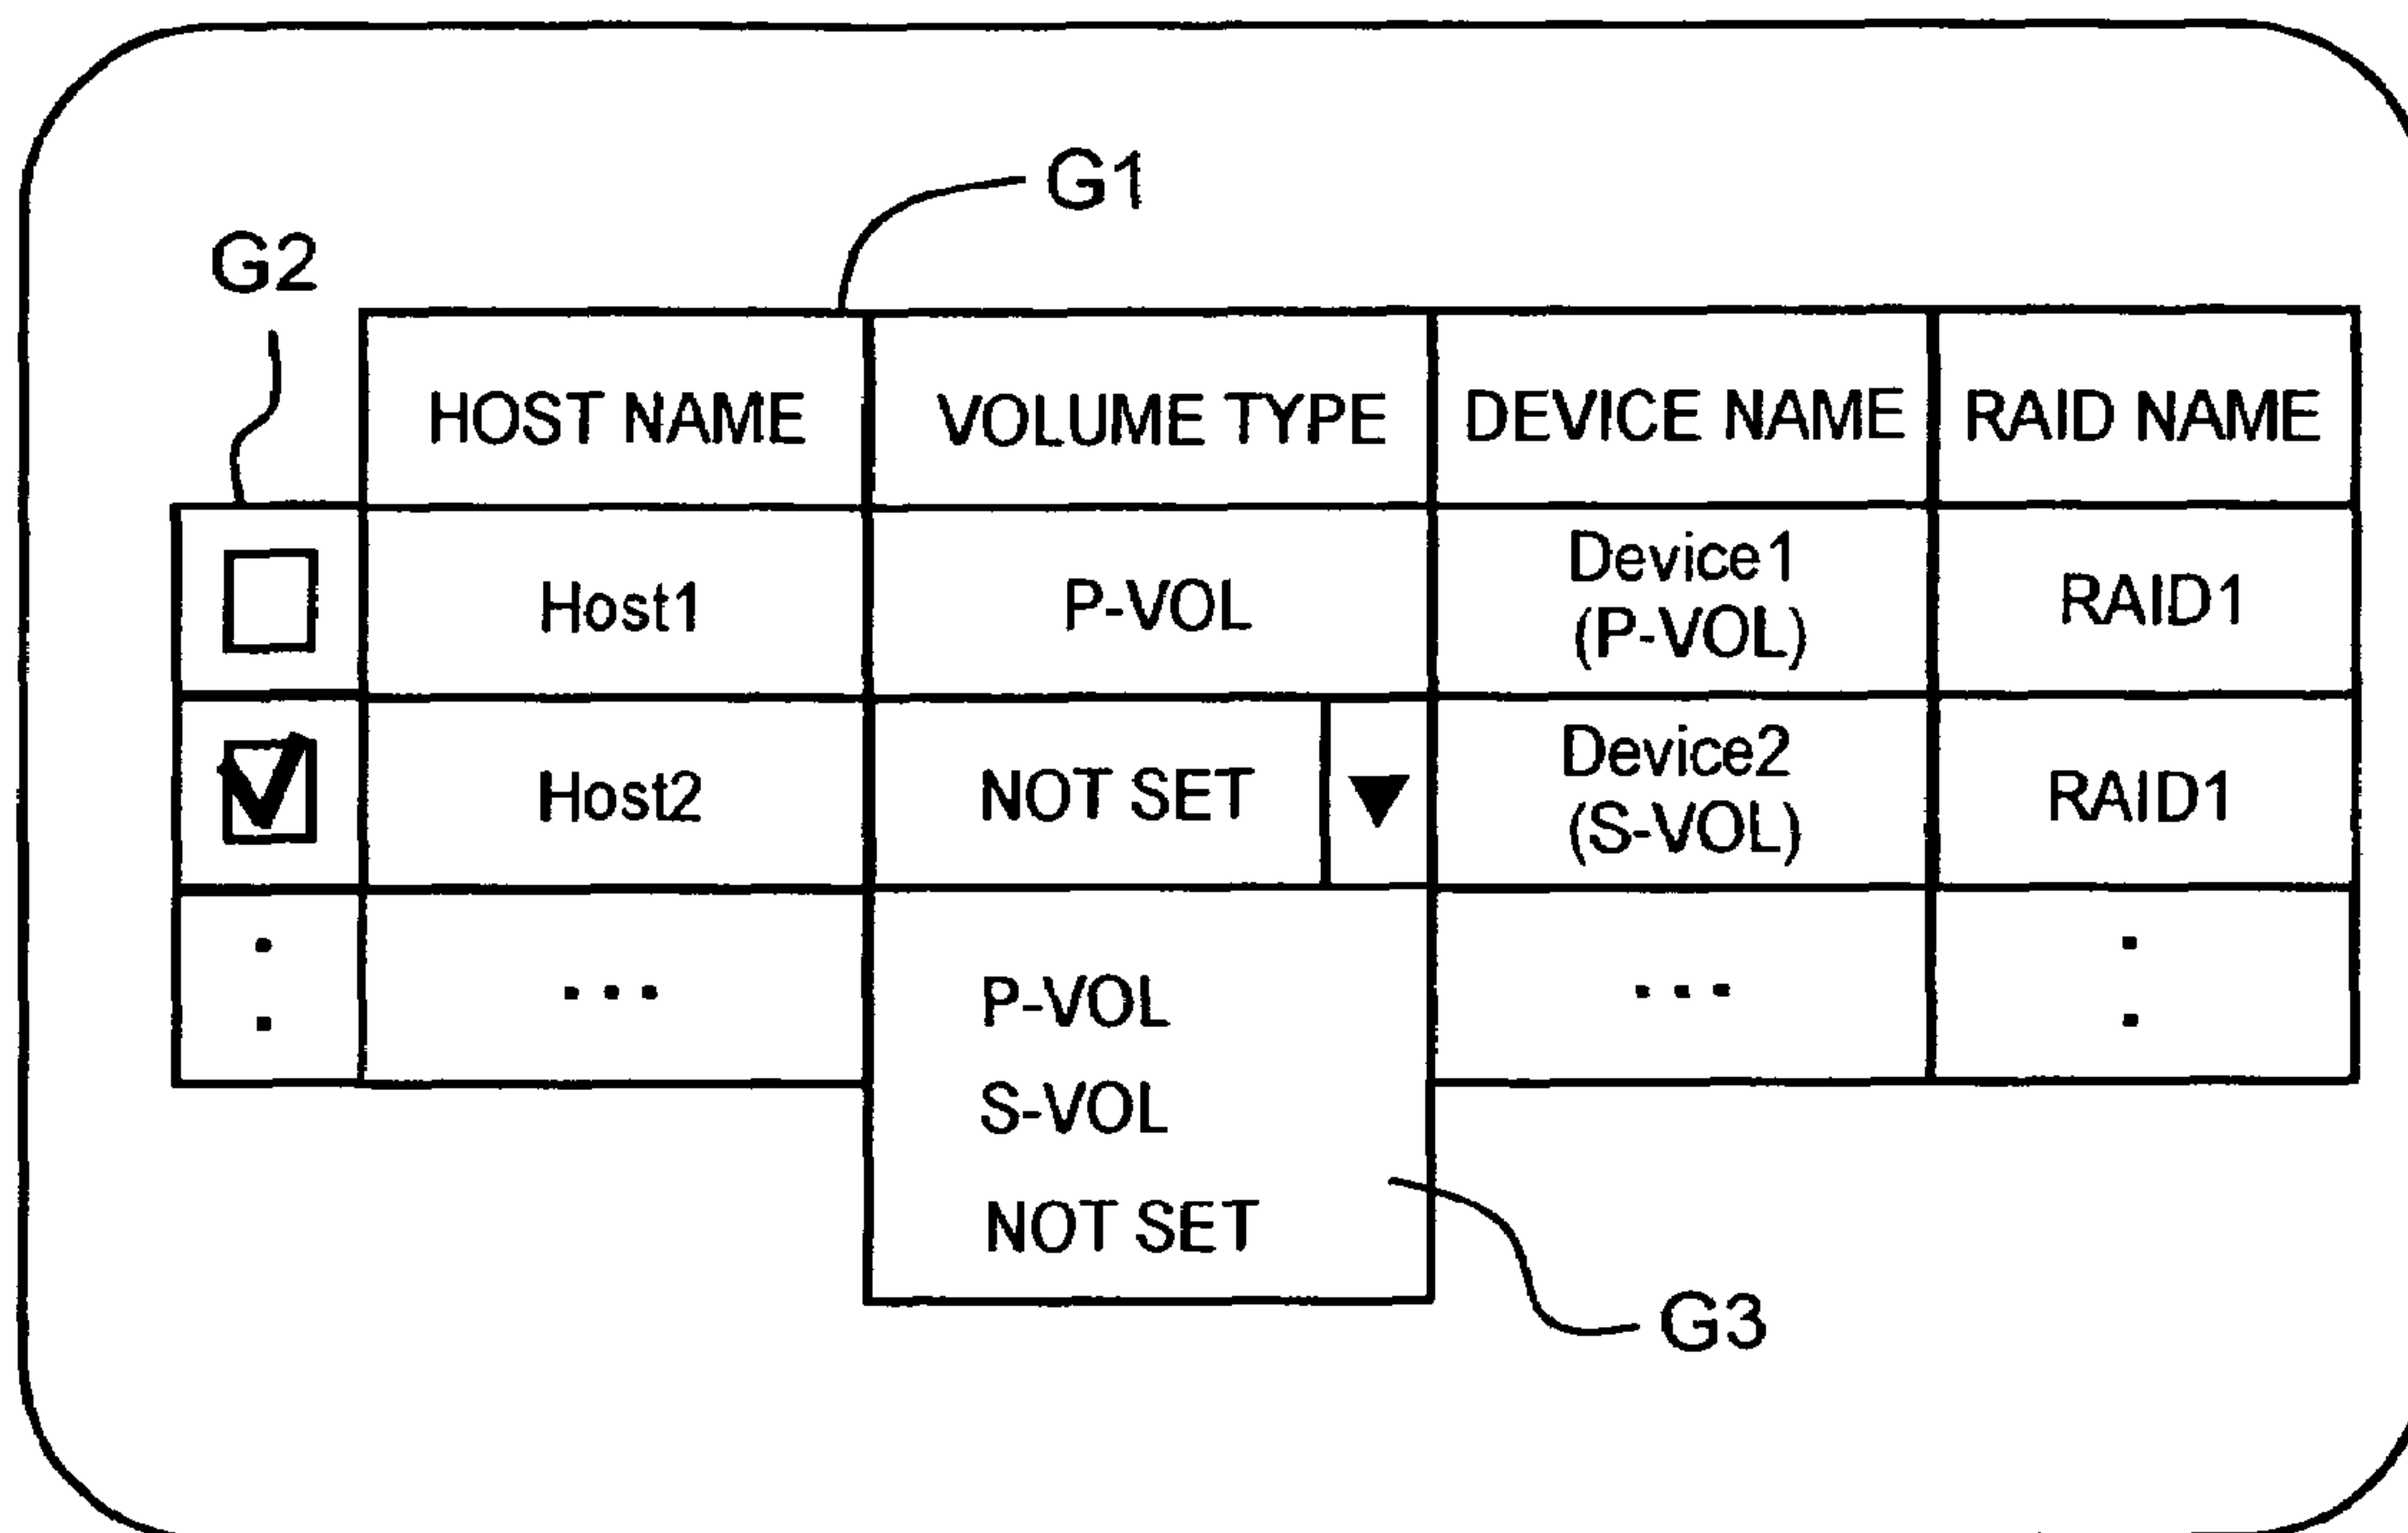 G1
G2
HOST NAME VOLUME TYPE DEVICE NAME RAID NAME
Host1 P-VOL Device1 (P-VOL) RAID1
Host2 NOT SET ▼ Device2 (S-VOL) RAID1
: ... ... :
P-VOL
S-VOL
NOT SET
G3